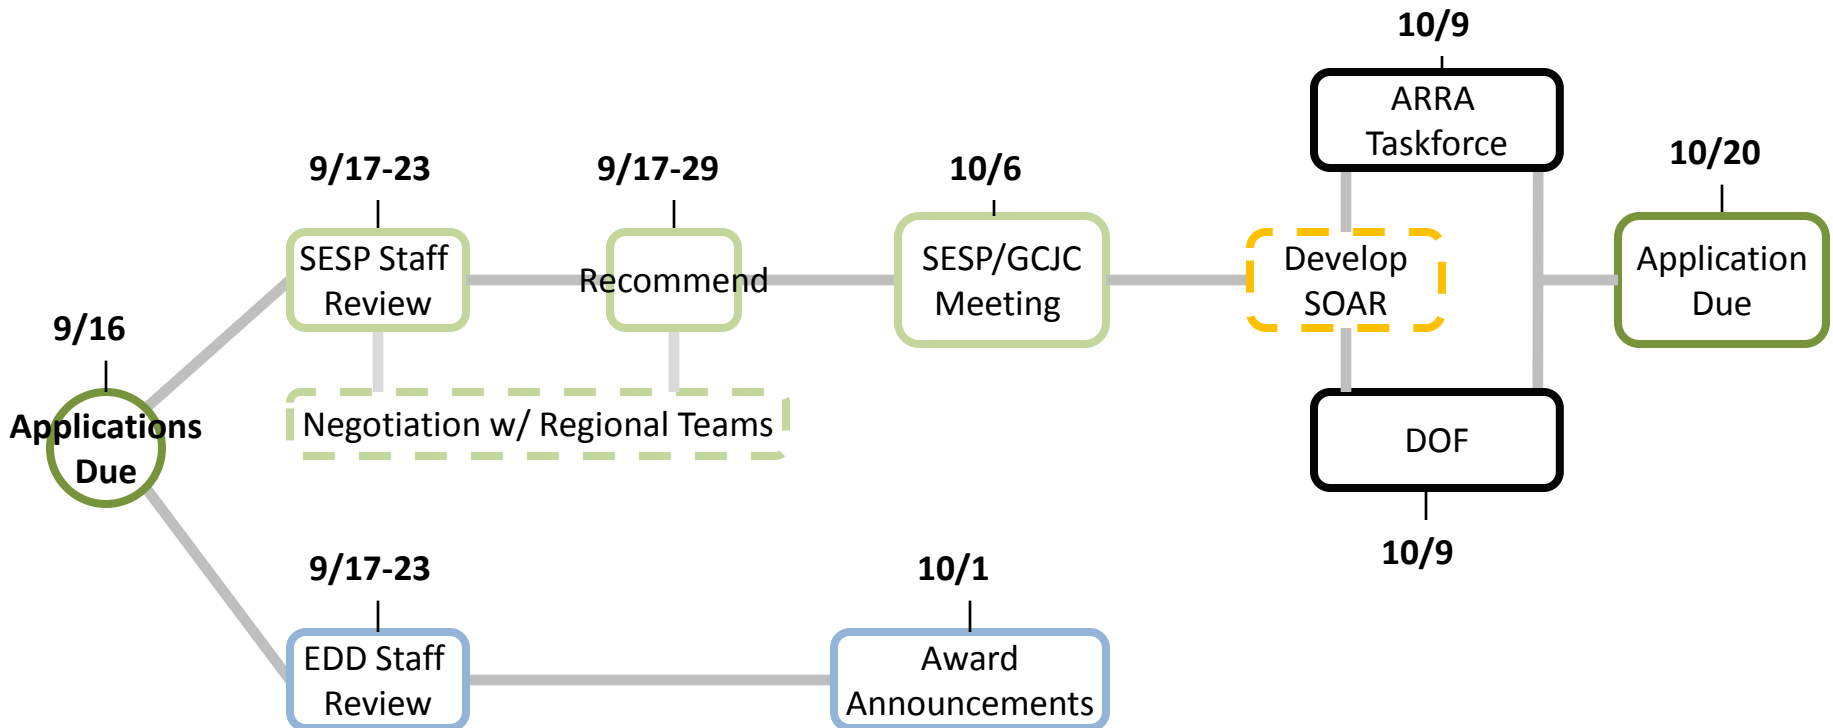 10/9
ARRA
Taskforce
9/17-23
9/17-29
10/6
10/20
SESP Staff
Review
Recommend
SESP/GCJC
Meeting
Develop
SOAR
Application
Due
9/16
Applications
Due
Negotiation w/ Regional Teams
DOF
10/9
9/17-23
10/1
EDD Staff
Review
Award
Announcements